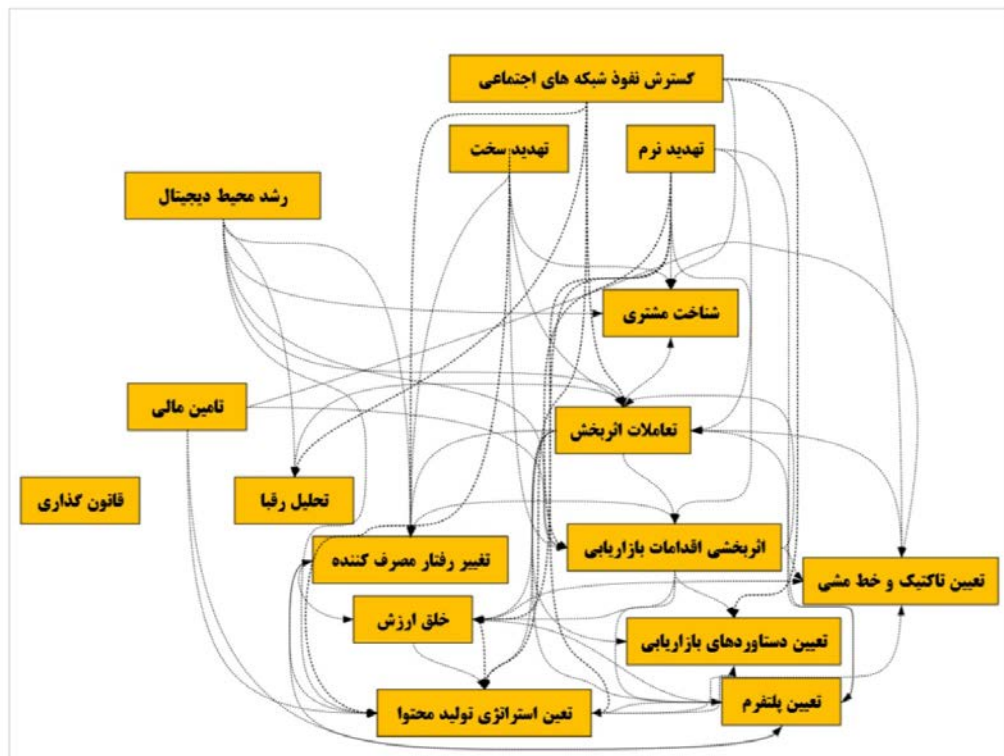 گسترش نفوذ شبکه های اجتماعی
تهدید نرم
تهدید سخت
رشد محیط دیجیتال
شناخت مشتری
تامین مالی
تعاملات اثربخش
تحلیل رقبا
قانون گذاری
اثربخشی اقدامات بازاریابی
تغییر رفتار مصرف کننده
تعیین تاکتیک و خط مشی
خلق ارزش
تعیین دستاوردهای بازاریابی
تعیین پلتفرم
تعین استراتژی تولید محتوا